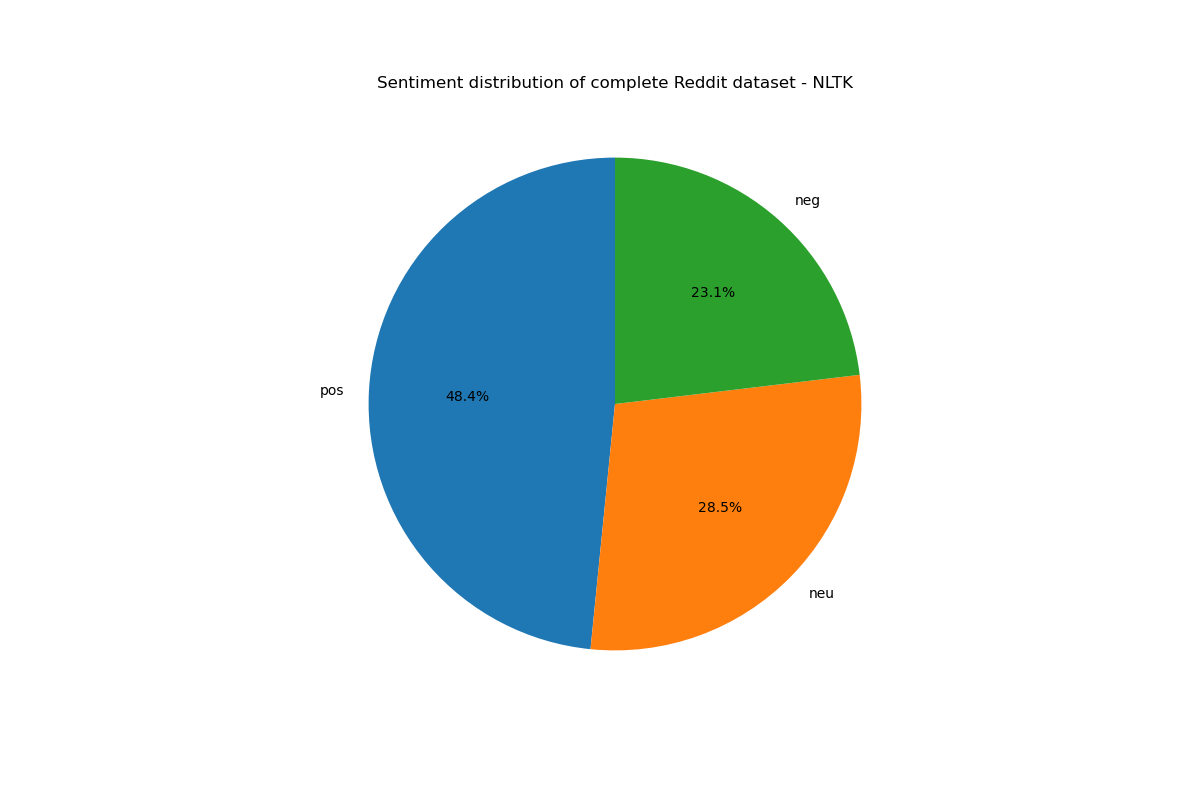 Sentiment distribution of complete Reddit dataset - NLTK
neg
23.1%
pos
48.4%
28.5%
neu